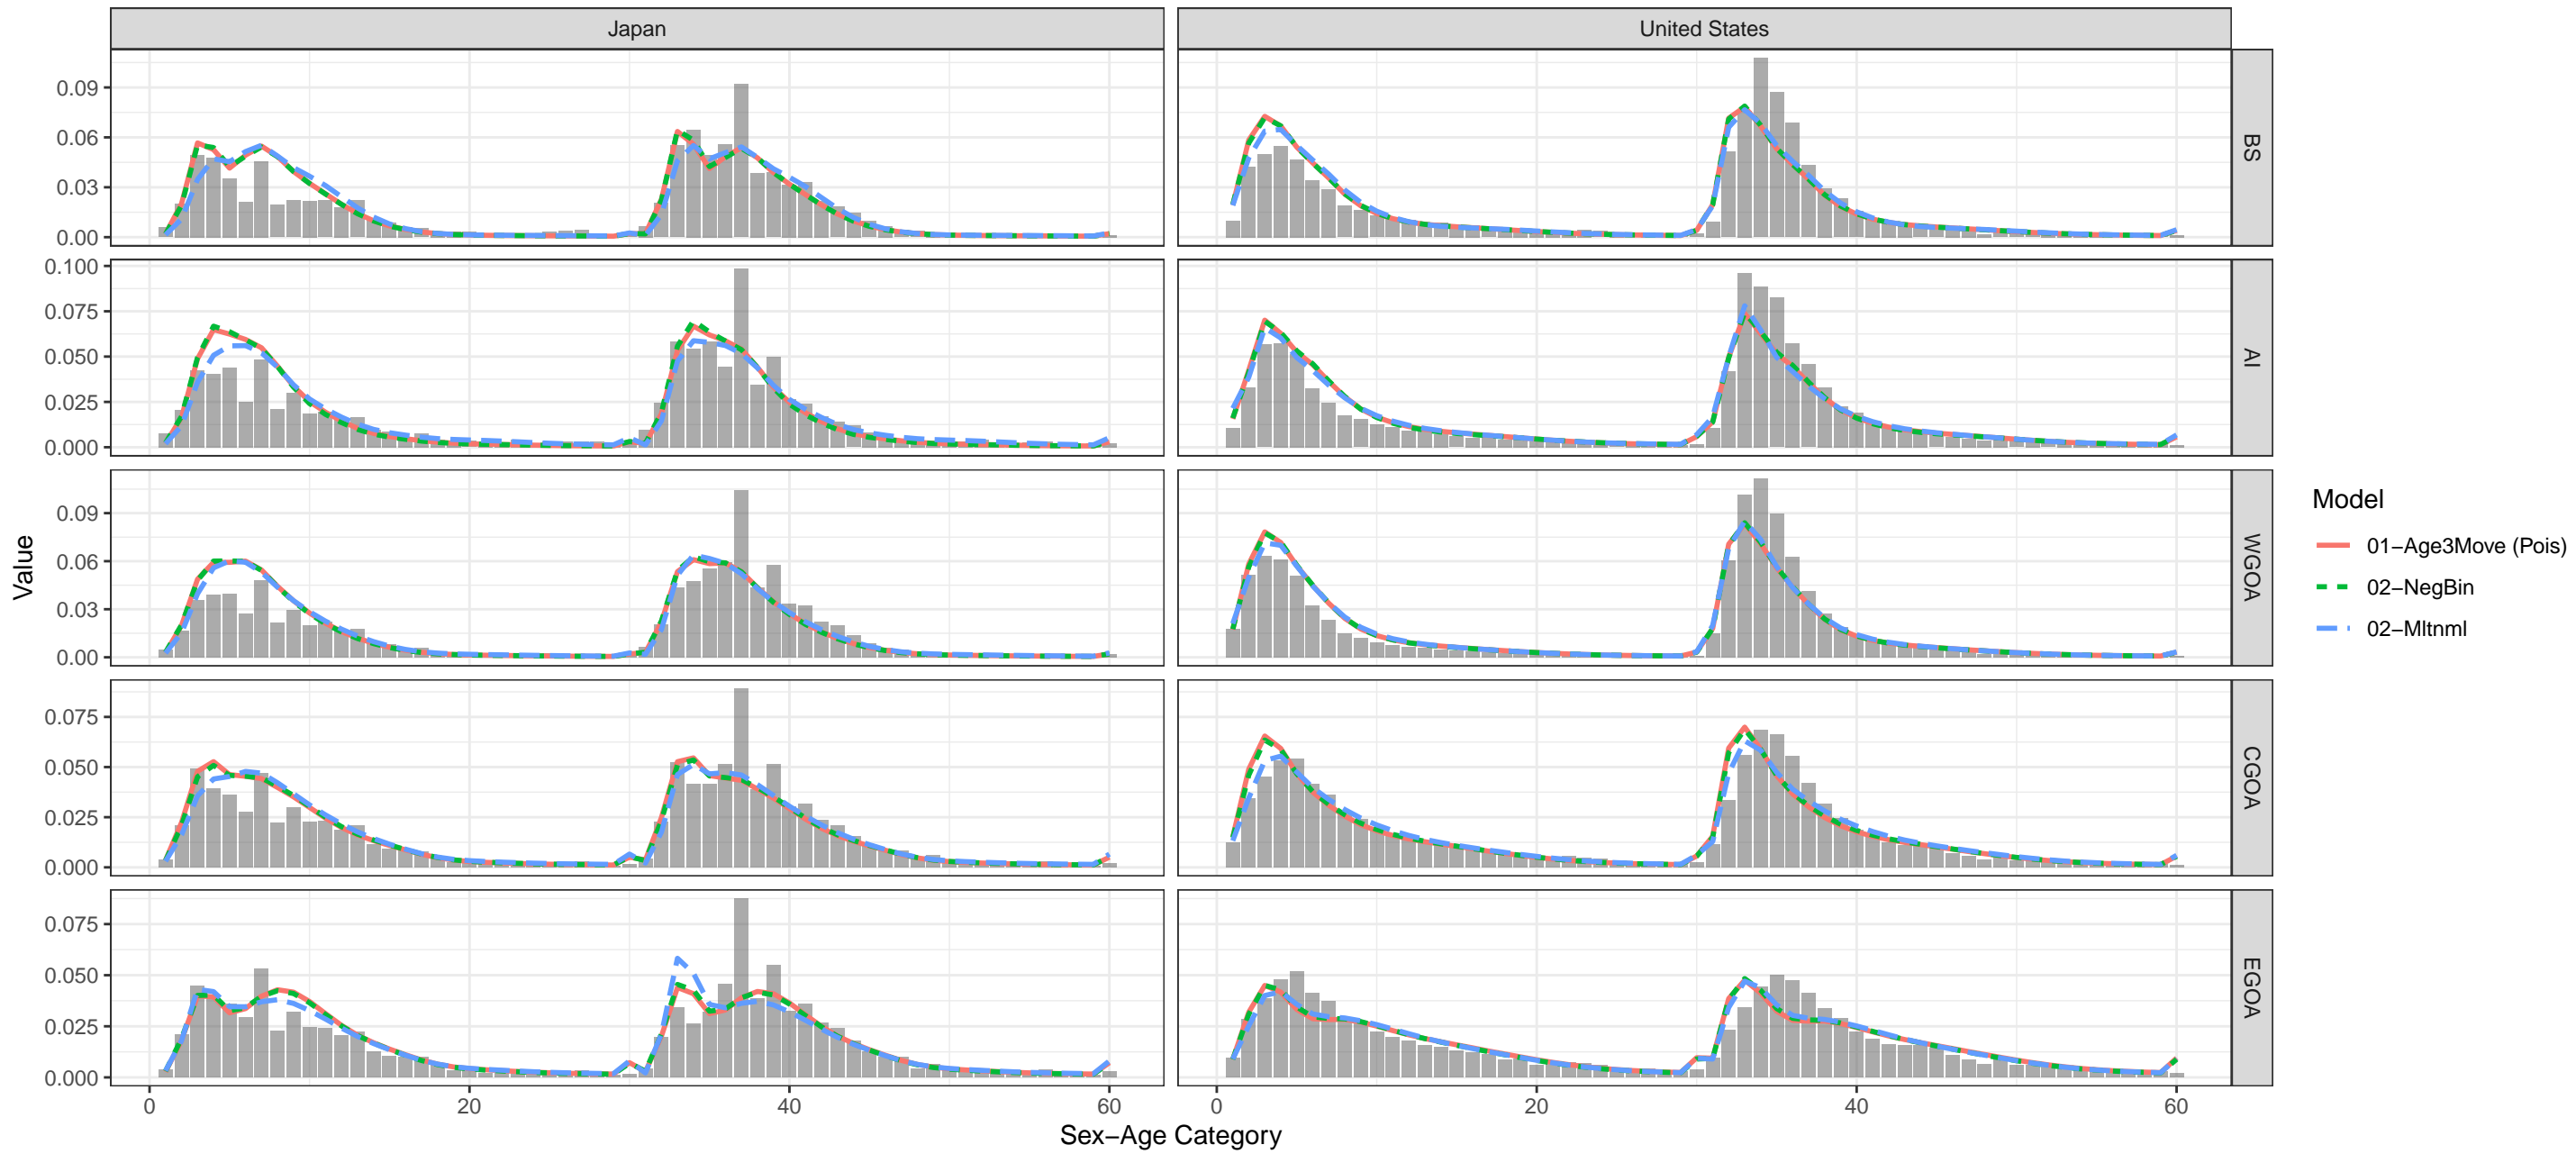 Japan
United States
0.09
0.06
0.03
0.00
BS
0.100
0.075
0.050
0.025
0.000
AI
0.09
0.06
0.03
0.00
WGOA
0.075
0.050
0.025
0.000
CGOA
0.075
0.050
0.025
0.000
EGOA
0 20 40 60
0 20 40 60
Sex−Age Category
Value
Model
01−Age3Move (Pois)
02−NegBin
02−Mltnml